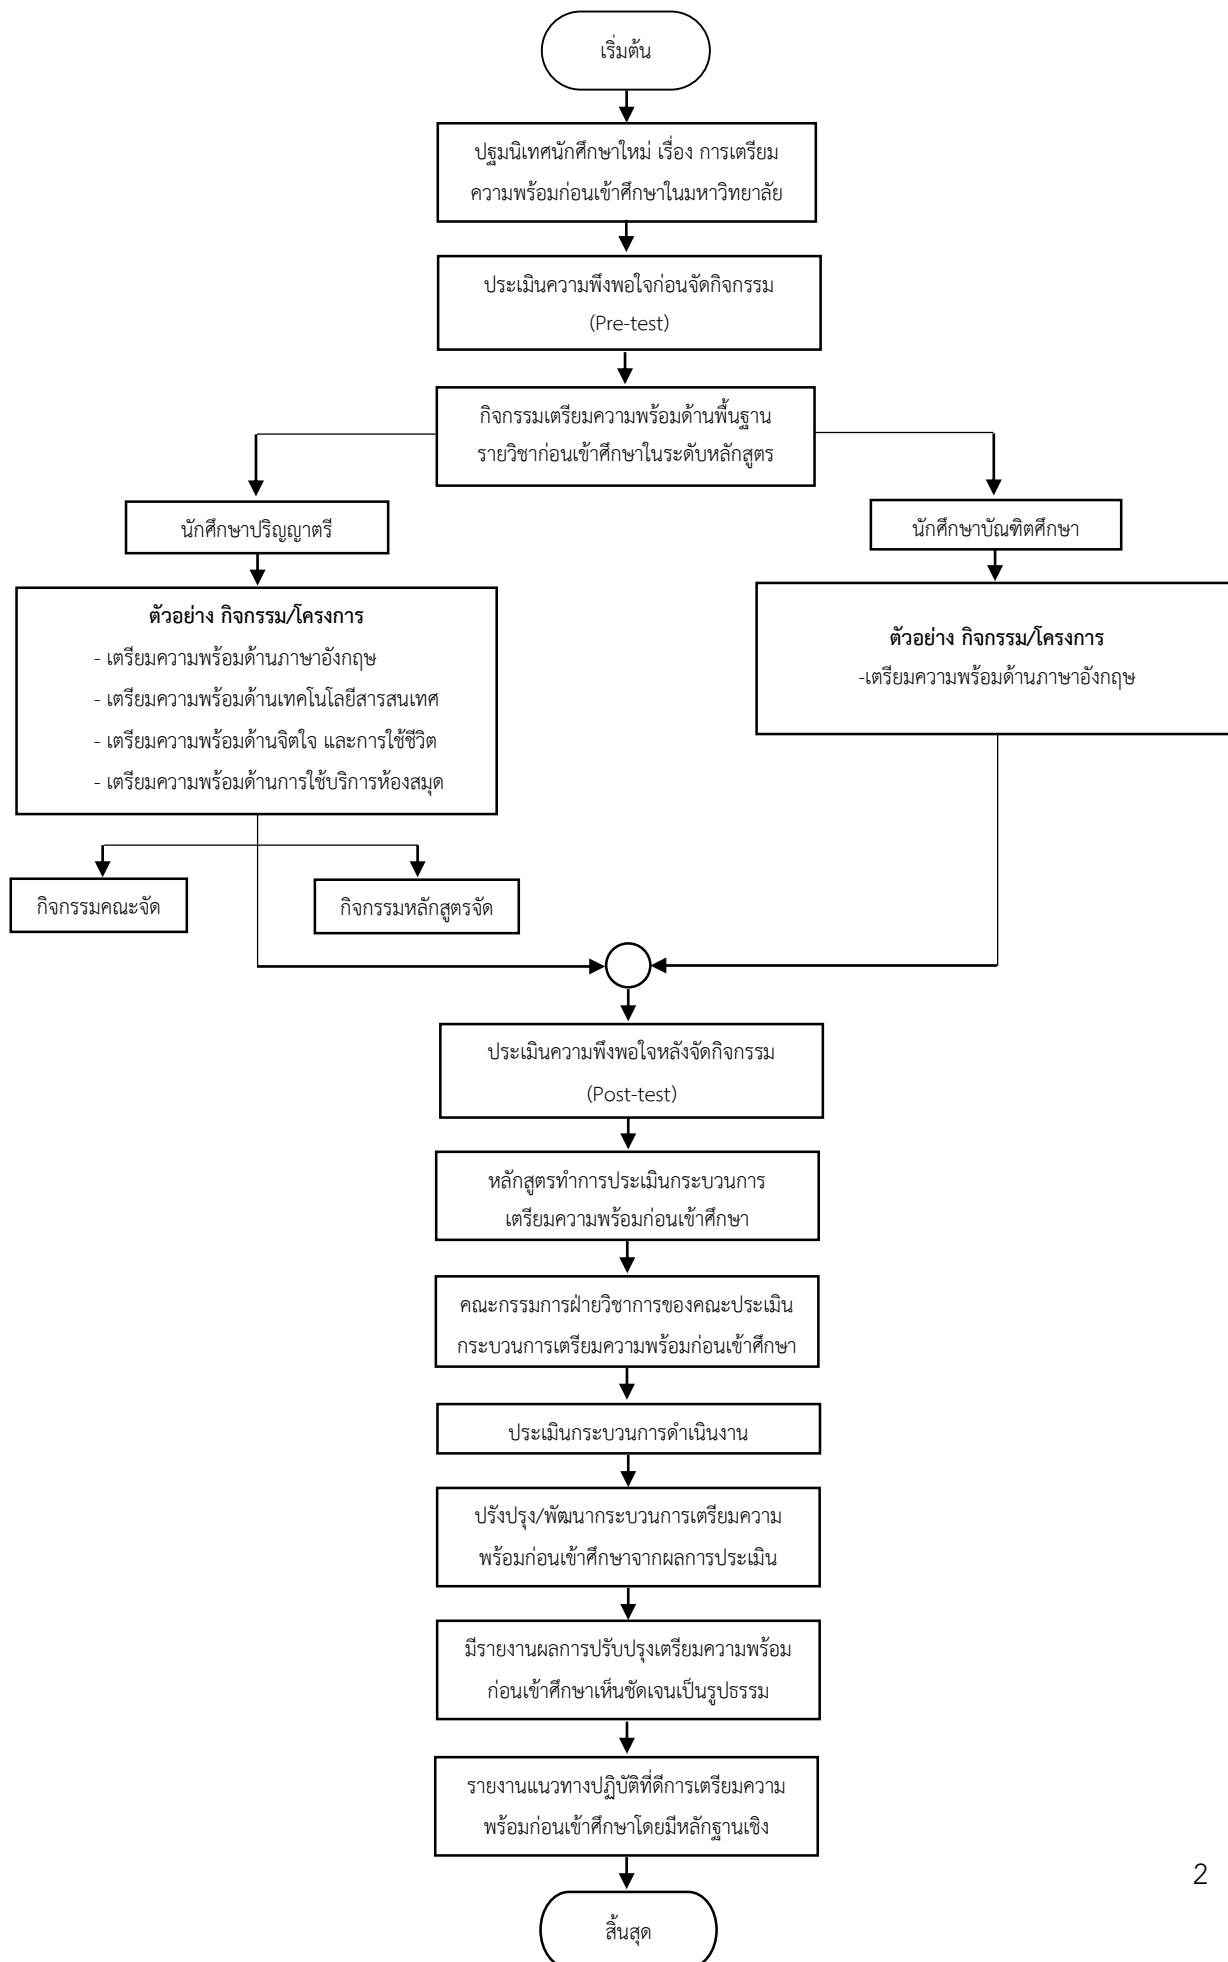 เริ่มต้น
ปฐมนิเทศนักศึกษาใหม่ เรื่อง การเตรียม
ความพร้อมก่อนเข้าศึกษาในมหาวิทยาลัย
ประเมินความพึงพอใจก่อนจัดกิจกรรม
(Pre-test)
กิจกรรมเตรียมความพร้อมด้านพื้นฐาน
รายวิชาก่อนเข้าศึกษาในระดับหลักสูตร
นักศึกษาปริญญาตรี
ตัวอย่าง กิจกรรม/โครงการ
- เตรียมความพร้อมด้านภาษาอังกฤษ
- เตรียมความพร้อมด้านเทคโนโลยีสารสนเทศ
- เตรียมความพร้อมด้านจิตใจ และการใช้ชีวิต
- เตรียมความพร้อมด้านการใช้บริการห้องสมุด
กิจกรรมคณะจัด
กิจกรรมหลักสูตรจัด
นักศึกษาบัณฑิตศึกษา
ตัวอย่าง กิจกรรม/โครงการ
-เตรียมความพร้อมด้านภาษาอังกฤษ
ประเมินความพึงพอใจหลังจัดกิจกรรม
(Post-test)
หลักสูตรทำการประเมินกระบวนการ
เตรียมความพร้อมก่อนเข้าศึกษา
คณะกรรมการฝ่ายวิชาการของคณะประเมิน
กระบวนการเตรียมความพร้อมก่อนเข้าศึกษา
ประเมินกระบวนการดำเนินงาน
ปรังปรุง/พัฒนากระบวนการเตรียมความ
พร้อมก่อนเข้าศึกษาจากผลการประเมิน
มีรายงานผลการปรับปรุงเตรียมความพร้อม
ก่อนเข้าศึกษาเห็นชัดเจนเป็นรูปธรรม
รายงานแนวทางปฏิบัติที่ดีการเตรียมความ
พร้อมก่อนเข้าศึกษาโดยมีหลักฐานเชิง
2
สิ้นสุด